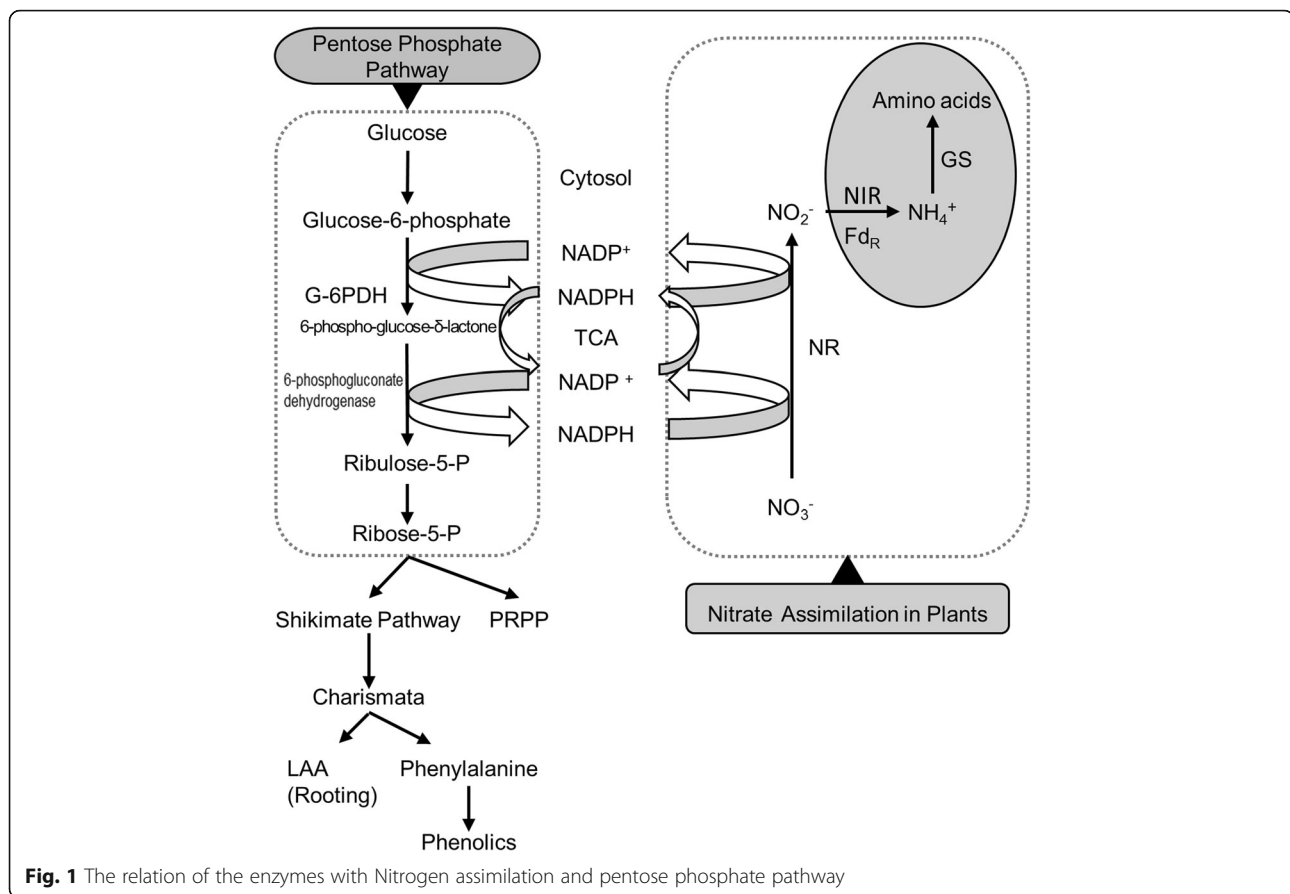 Pentose Phosphate
Pathway
Glucose
Glucose-6-phosphate
G-6PDH
6-phospho-glucose-δ-lactone
6-phosphogluconate
dehydrogenase
Ribulose-5-P
Ribose-5-P
Shikimate Pathway
PRPP
Charismata
LAA
(Rooting)
Phenylalanine
Phenolics
Cytosol
NADP⁺
NADPH
TCA
NADP ⁺
NADPH
Amino acids
GS
NO₂⁻
NIR
Fd_R
NH₄⁺
NR
NO₃⁻
Nitrate Assimilation in Plants
Fig. 1 The relation of the enzymes with Nitrogen assimilation and pentose phosphate pathway